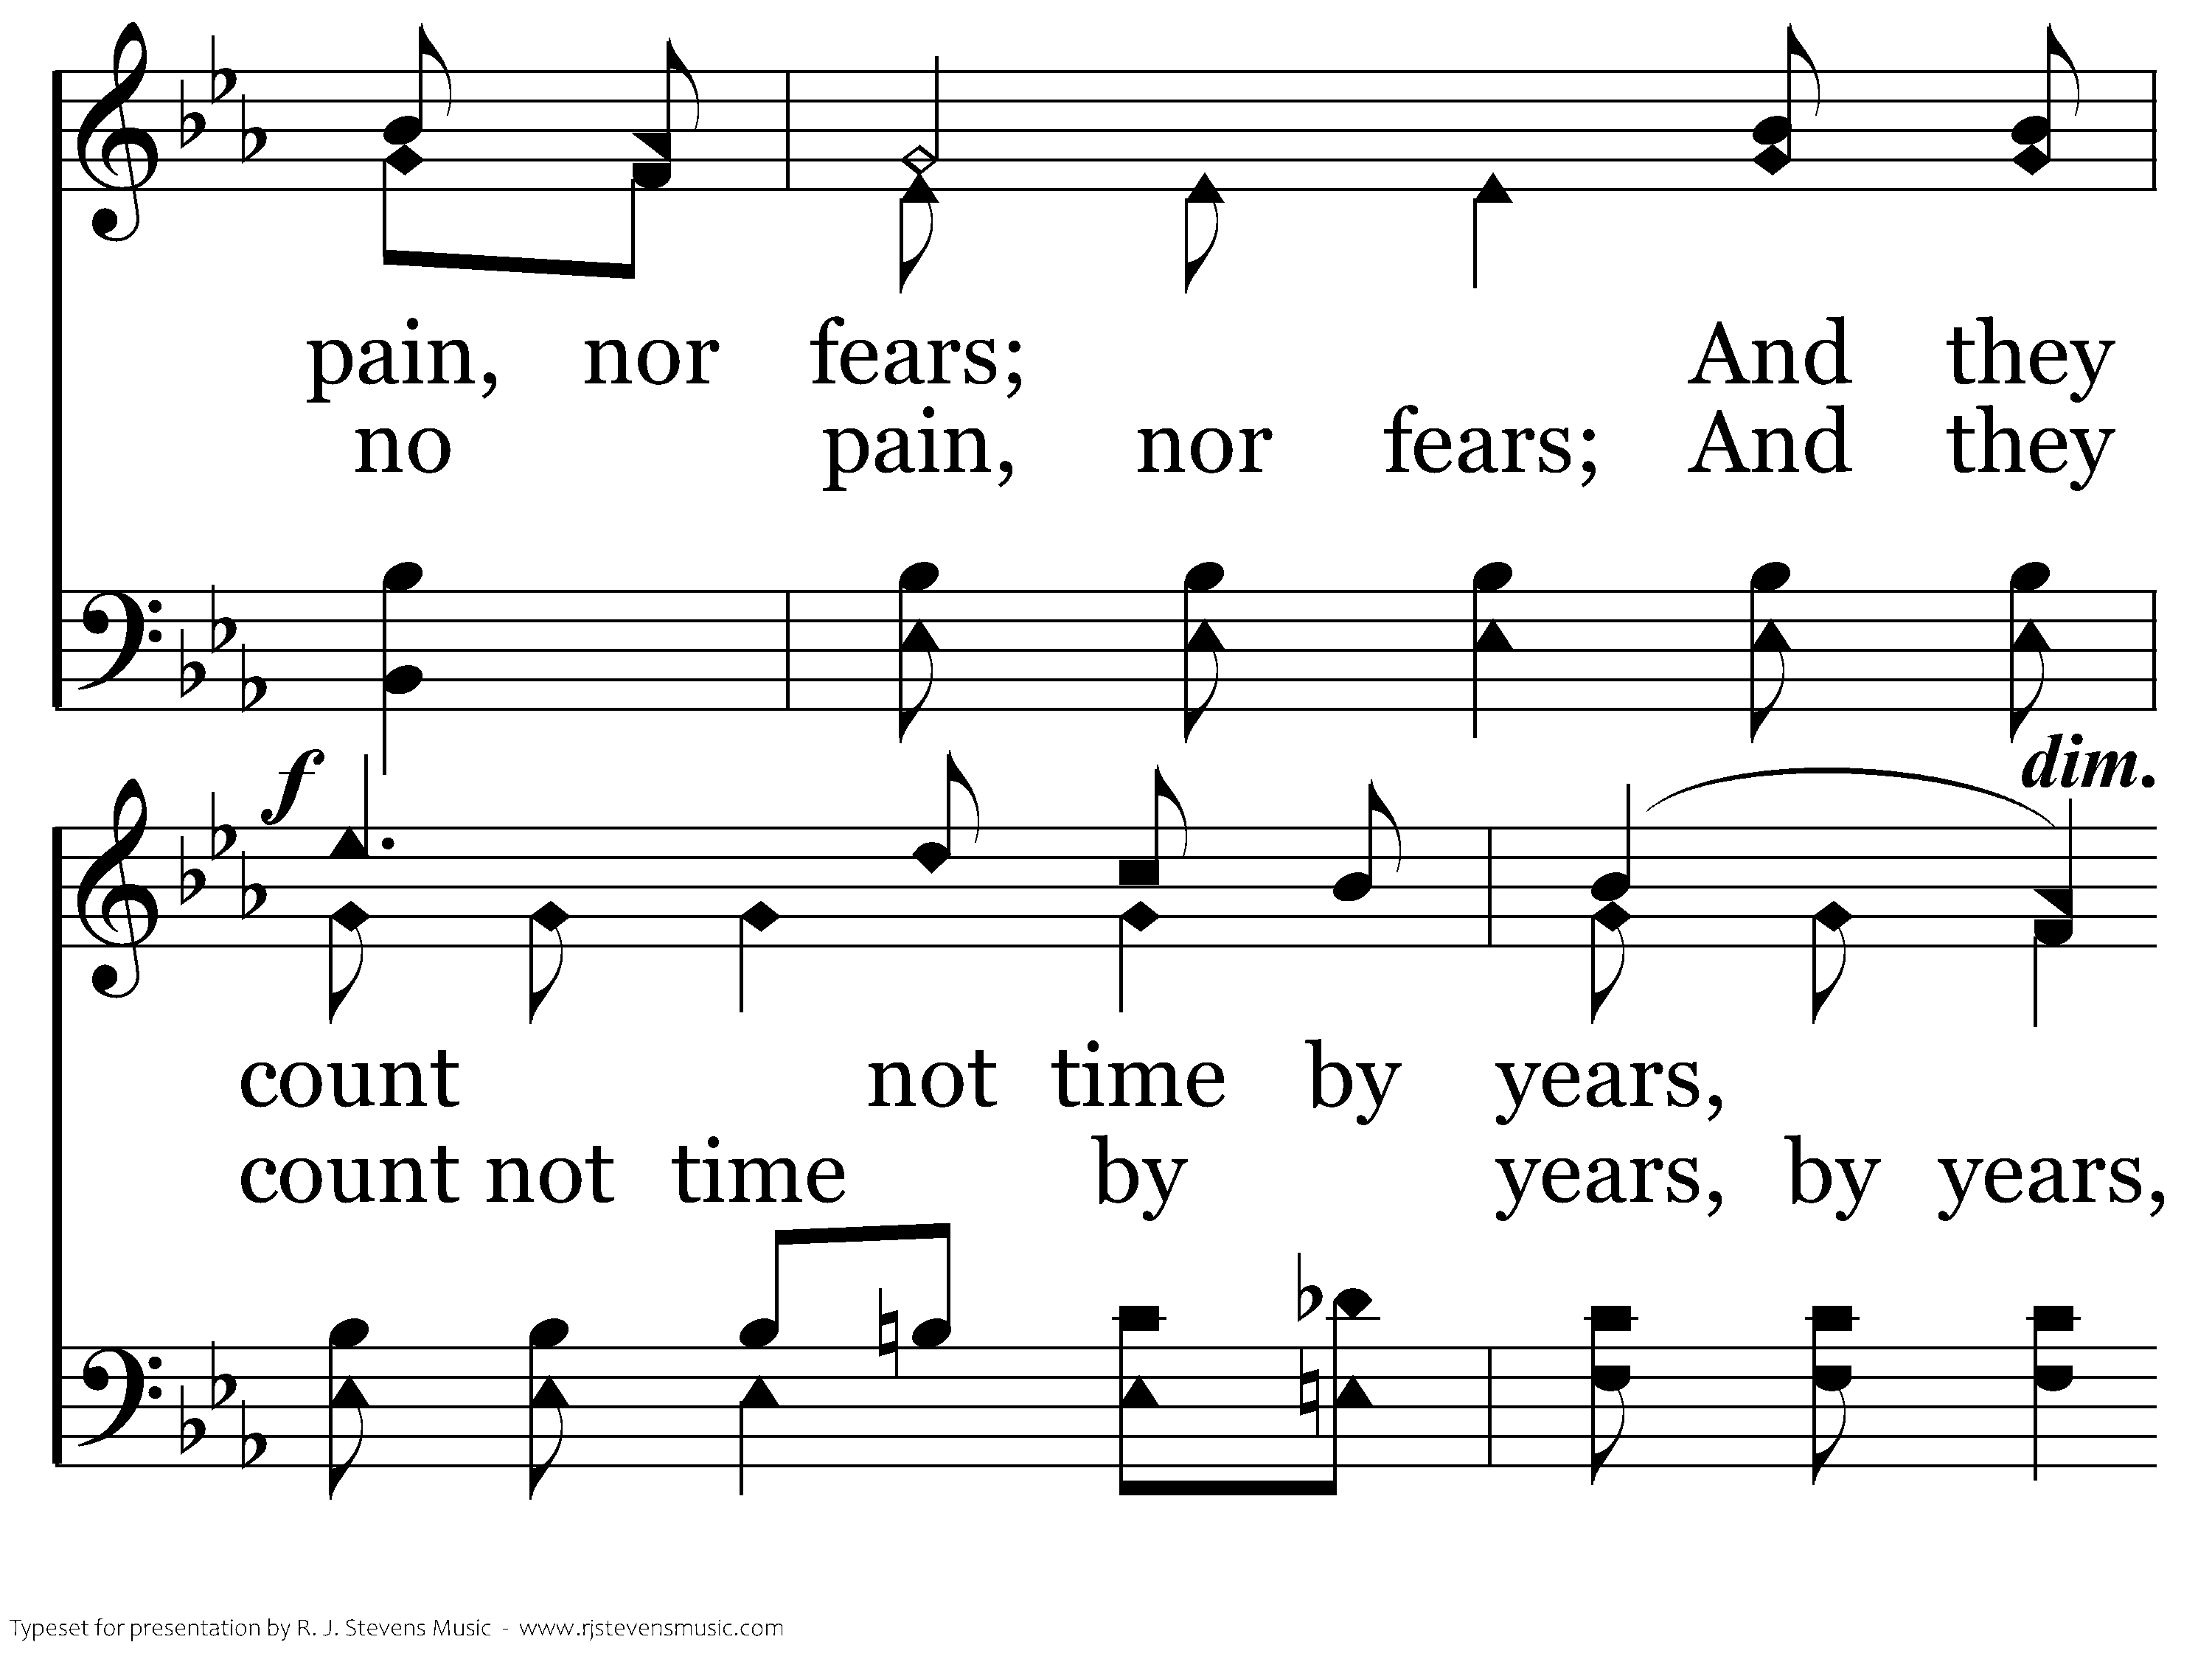 pain, nor fears; And they
no pain, nor fears; And they
f
dim.
count not time by years,
count not time by years, by years,
Typeset for presentation by R. J. Stevens Music - www.rjstevensmusic.com